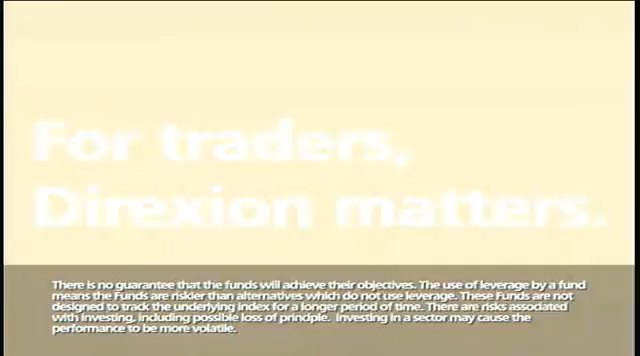 For traders,
Direxion matters.
There is no guarantee that the funds will achieve their objectives. The use of leverage by a fund
means the Funds are riskier than alternatives which do not use leverage. These Funds are not
designed to track the underlying index for a longer period of time. There are risks associated
with investing, including possible loss of principle. Investing in a sector may cause the
performance to be more volatile.